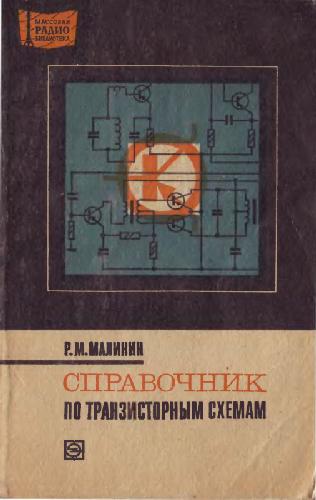 МАССОВАЯ
РАДИО
БИБЛИОТЕКА
К
Р.М.МАЛИНИН
СПРАВОЧНИК
ПО ТРАНЗИСТОРНЫМ СХЕМАМ